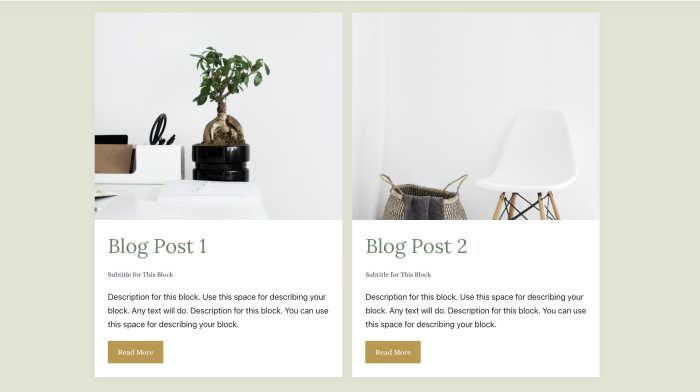 Blog Post 1
Subtitle for This Block
Description for this block. Use this space for describing your
block. Any text will do. Description for this block. You can use
this space for describing your block.
Read More
Blog Post 2
Subtitle for This Block
Description for this block. Use this space for describing your
block. Any text will do. Description for this block. You can use
this space for describing your block.
Read More